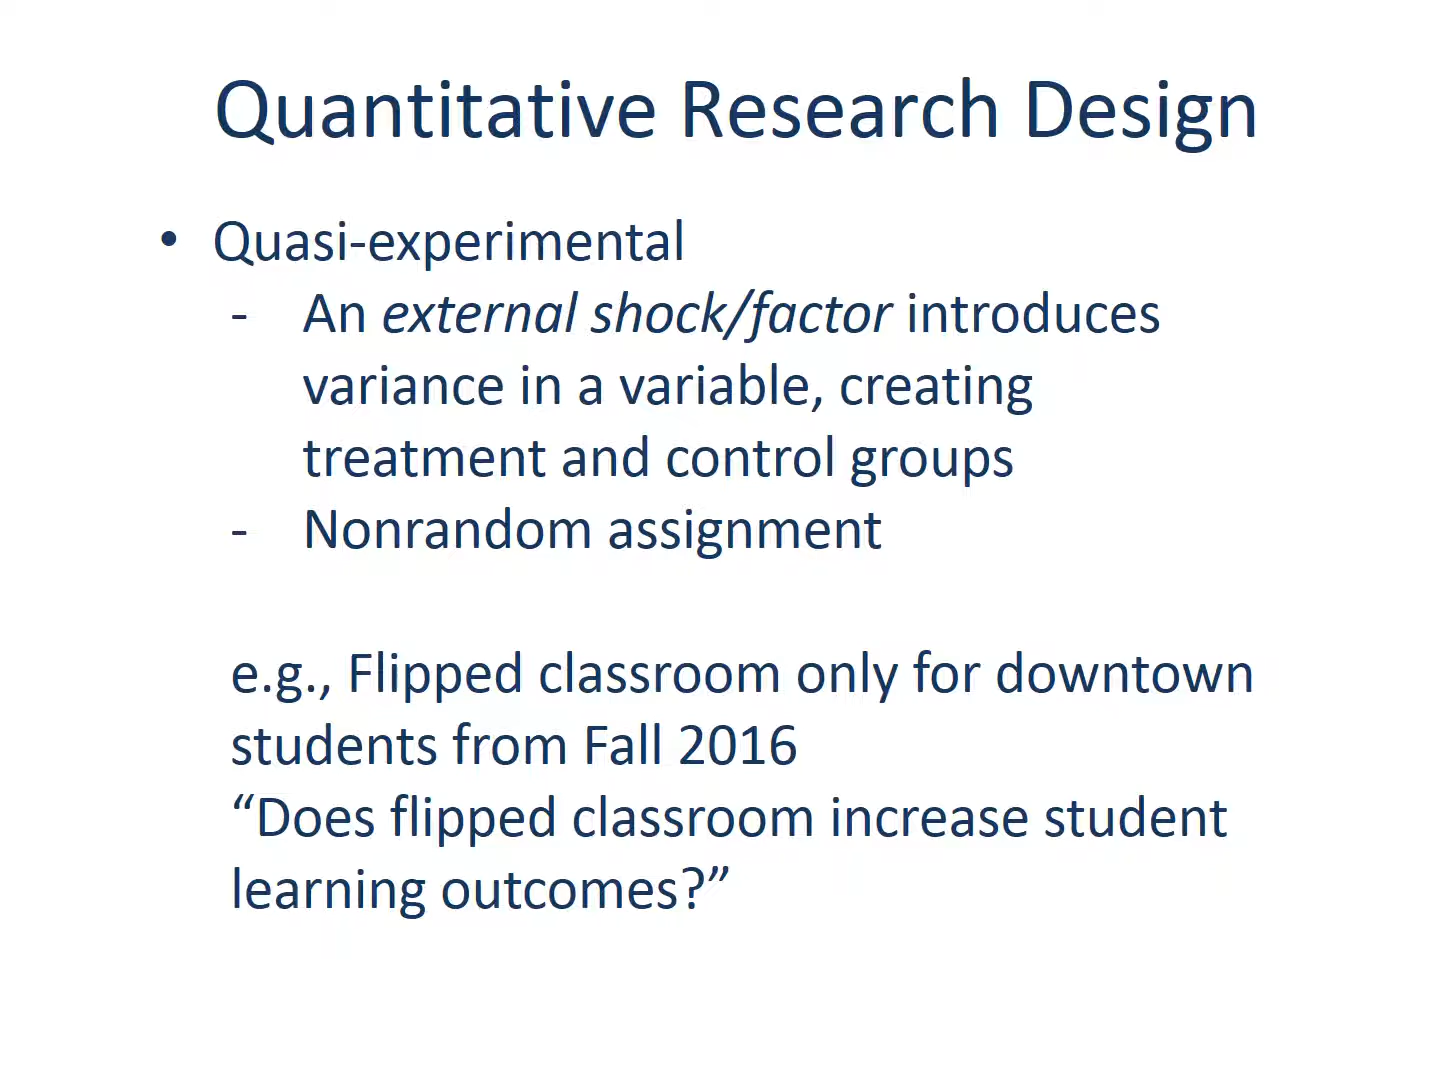 Quantitative Research Design
• Quasi-experimental
- An external shock/factor introduces
variance in a variable, creating
treatment and control groups
- Nonrandom assignment
e.g., Flipped classroom only for downtown
students from Fall 2016
“Does flipped classroom increase student
learning outcomes?”